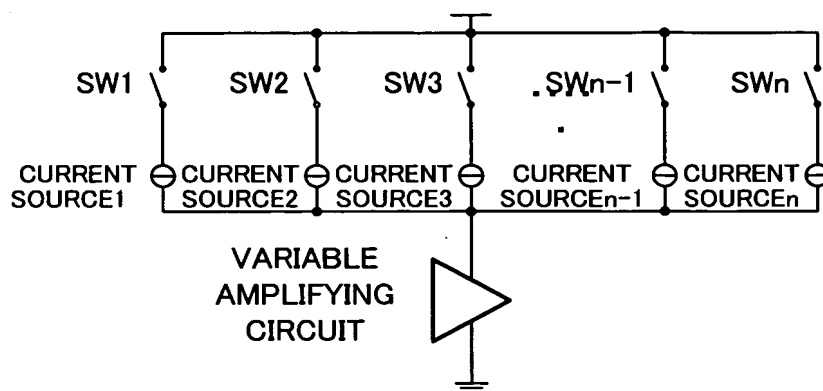 SW1
SW2
SW3
SWn-1
SWn
CURRENT
SOURCE1
CURRENT
SOURCE2
CURRENT
SOURCE3
CURRENT
SOURCEn-1
CURRENT
SOURCEn
VARIABLE
AMPLIFYING
CIRCUIT